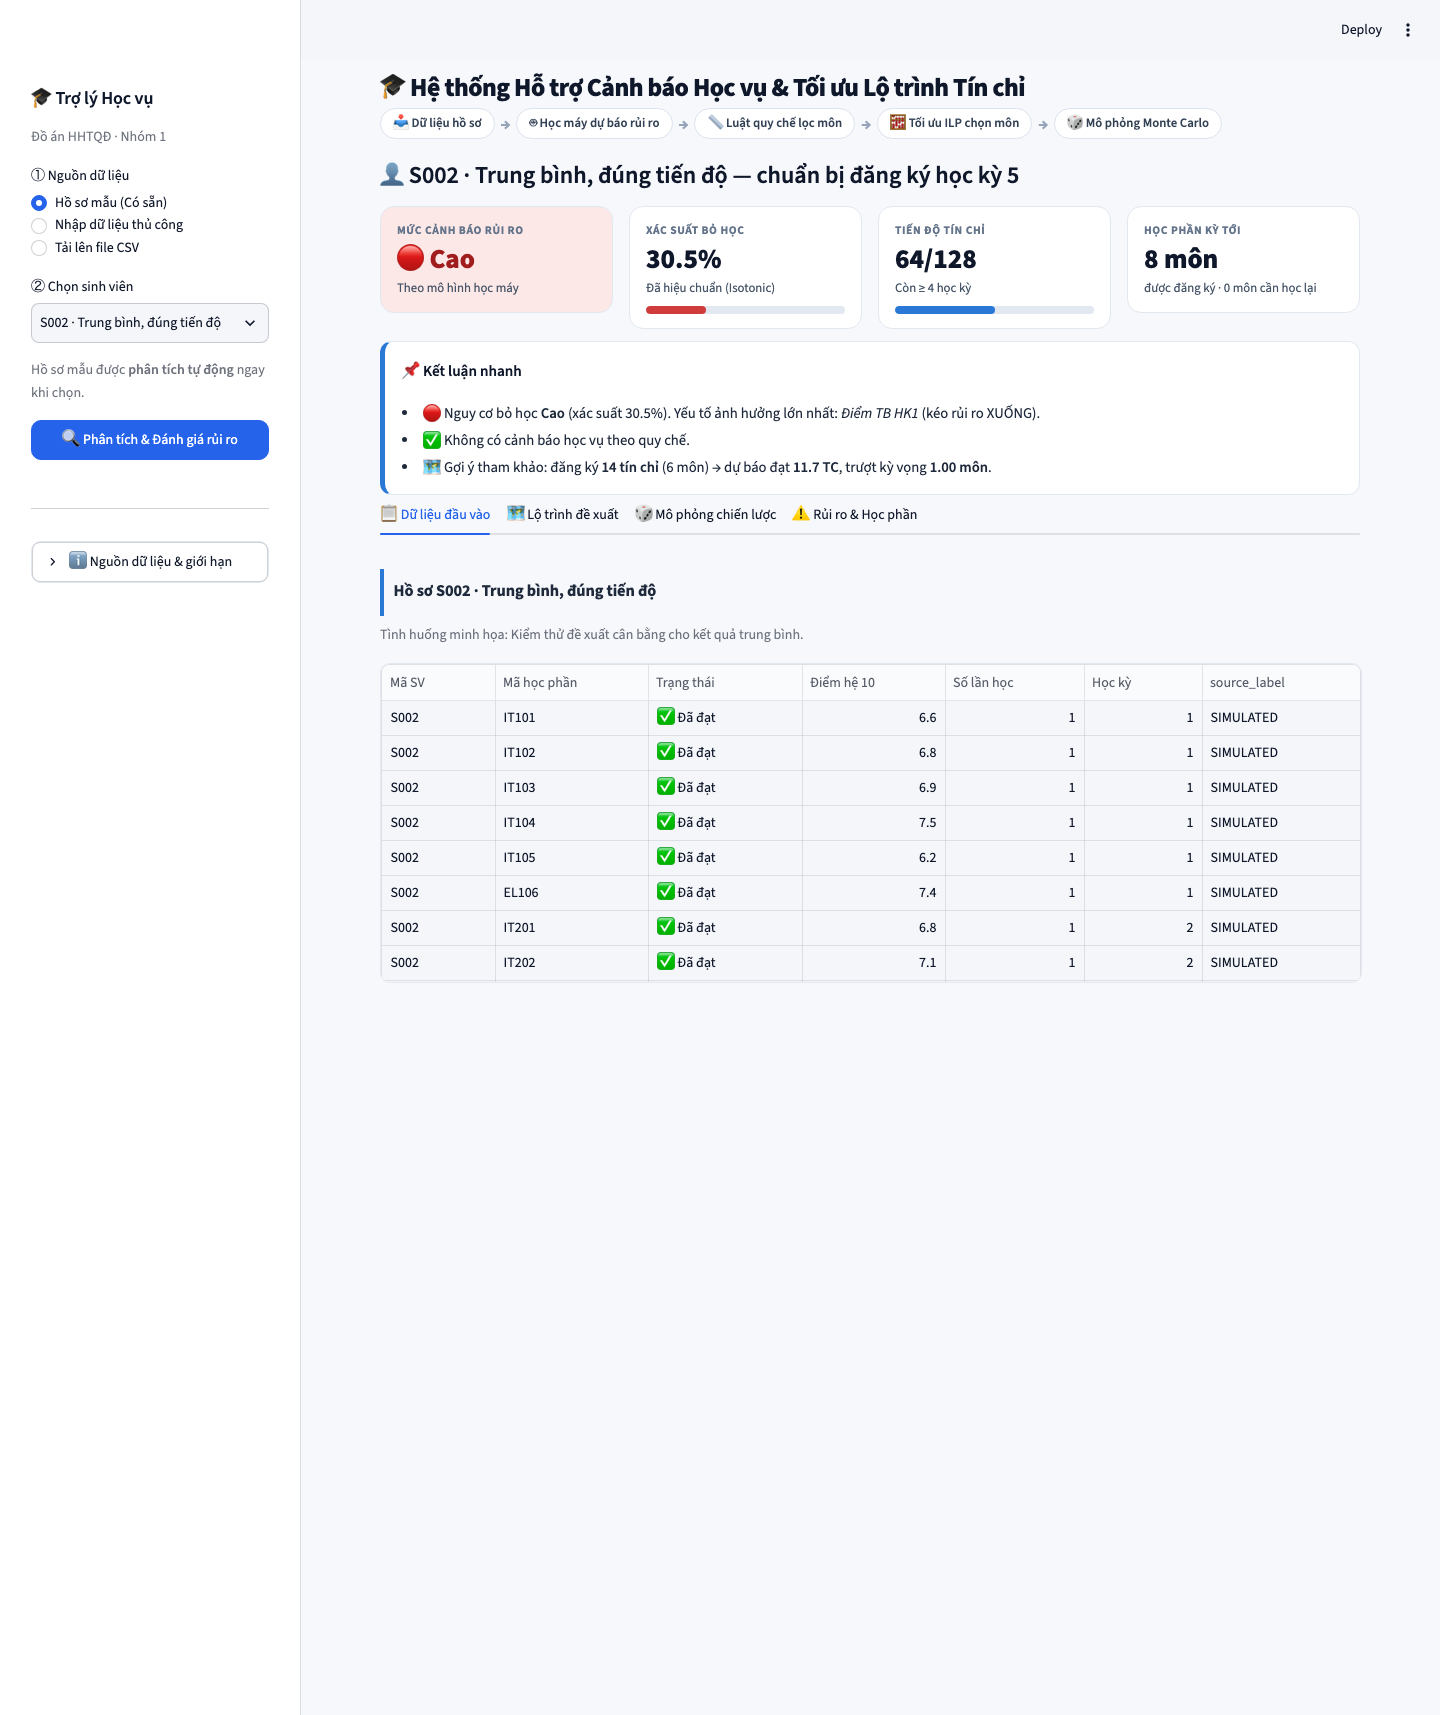 Deploy
🎓 Trợ lý Học vụ
Đồ án HHTQĐ · Nhóm 1
① Nguồn dữ liệu
Hồ sơ mẫu (Có sẵn)
Nhập dữ liệu thủ công
Tải lên file CSV
② Chọn sinh viên
S002 · Trung bình, đúng tiến độ
Hồ sơ mẫu được phân tích tự động ngay
khi chọn.
🔍 Phân tích & Đánh giá rủi ro
ℹ️ Nguồn dữ liệu & giới hạn
🎓 Hệ thống Hỗ trợ Cảnh báo Học vụ & Tối ưu Lộ trình Tín chỉ
Dữ liệu hồ sơ → Học máy dự báo rủi ro → Luật quy chế lọc môn → Tối ưu ILP chọn môn → Mô phỏng Monte Carlo
👤 S002 · Trung bình, đúng tiến độ — chuẩn bị đăng ký học kỳ 5
MỨC CẢNH BÁO RỦI RO
🔴 Cao
Theo mô hình học máy
XÁC SUẤT BỎ HỌC
30.5%
Đã hiệu chuẩn (Isotonic)
TIẾN ĐỘ TÍN CHỈ
64/128
Còn ≥ 4 học kỳ
HỌC PHẦN KỲ TỚI
8 môn
được đăng ký · 0 môn cần học lại
📌 Kết luận nhanh
• 🔴 Nguy cơ bỏ học Cao (xác suất 30.5%). Yếu tố ảnh hưởng lớn nhất: Điểm TB HK1 (kéo rủi ro XUỐNG).
• ✅ Không có cảnh báo học vụ theo quy chế.
• 🗺️ Gợi ý tham khảo: đăng ký 14 tín chỉ (6 môn) → dự báo đạt 11.7 TC, trượt kỳ vọng 1.00 môn.
📋 Dữ liệu đầu vào 🗺️ Lộ trình đề xuất 🎲 Mô phỏng chiến lược ⚠️ Rủi ro & Học phần
Hồ sơ S002 · Trung bình, đúng tiến độ
Tình huống minh họa: Kiểm thử đề xuất cân bằng cho kết quả trung bình.
Mã SV Mã học phần Trạng thái Điểm hệ 10 Số lần học Học kỳ source_label
S002 IT101 ✅ Đã đạt 6.6 1 1 SIMULATED
S002 IT102 ✅ Đã đạt 6.8 1 1 SIMULATED
S002 IT103 ✅ Đã đạt 6.9 1 1 SIMULATED
S002 IT104 ✅ Đã đạt 7.5 1 1 SIMULATED
S002 IT105 ✅ Đã đạt 6.2 1 1 SIMULATED
S002 EL106 ✅ Đã đạt 7.4 1 1 SIMULATED
S002 IT201 ✅ Đã đạt 6.8 1 2 SIMULATED
S002 IT202 ✅ Đã đạt 7.1 1 2 SIMULATED